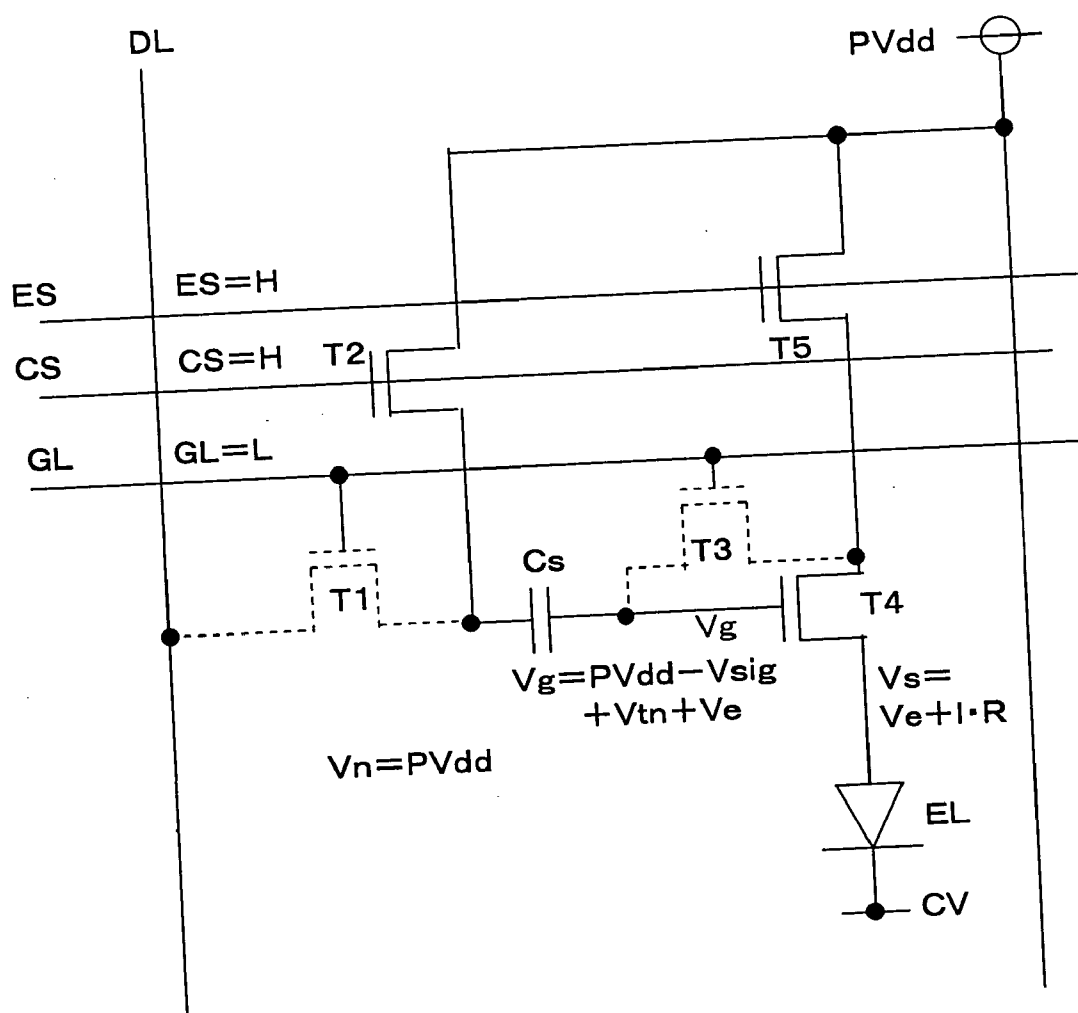 DL
PVdd
ES
ES=H
T5
CS
CS=H
T2
GL
GL=L
T3
Cs
T1
T4
Vg
Vg=PVdd−Vsig
+Vtn+Ve
Vs=
Ve+I·R
Vn=PVdd
EL
CV